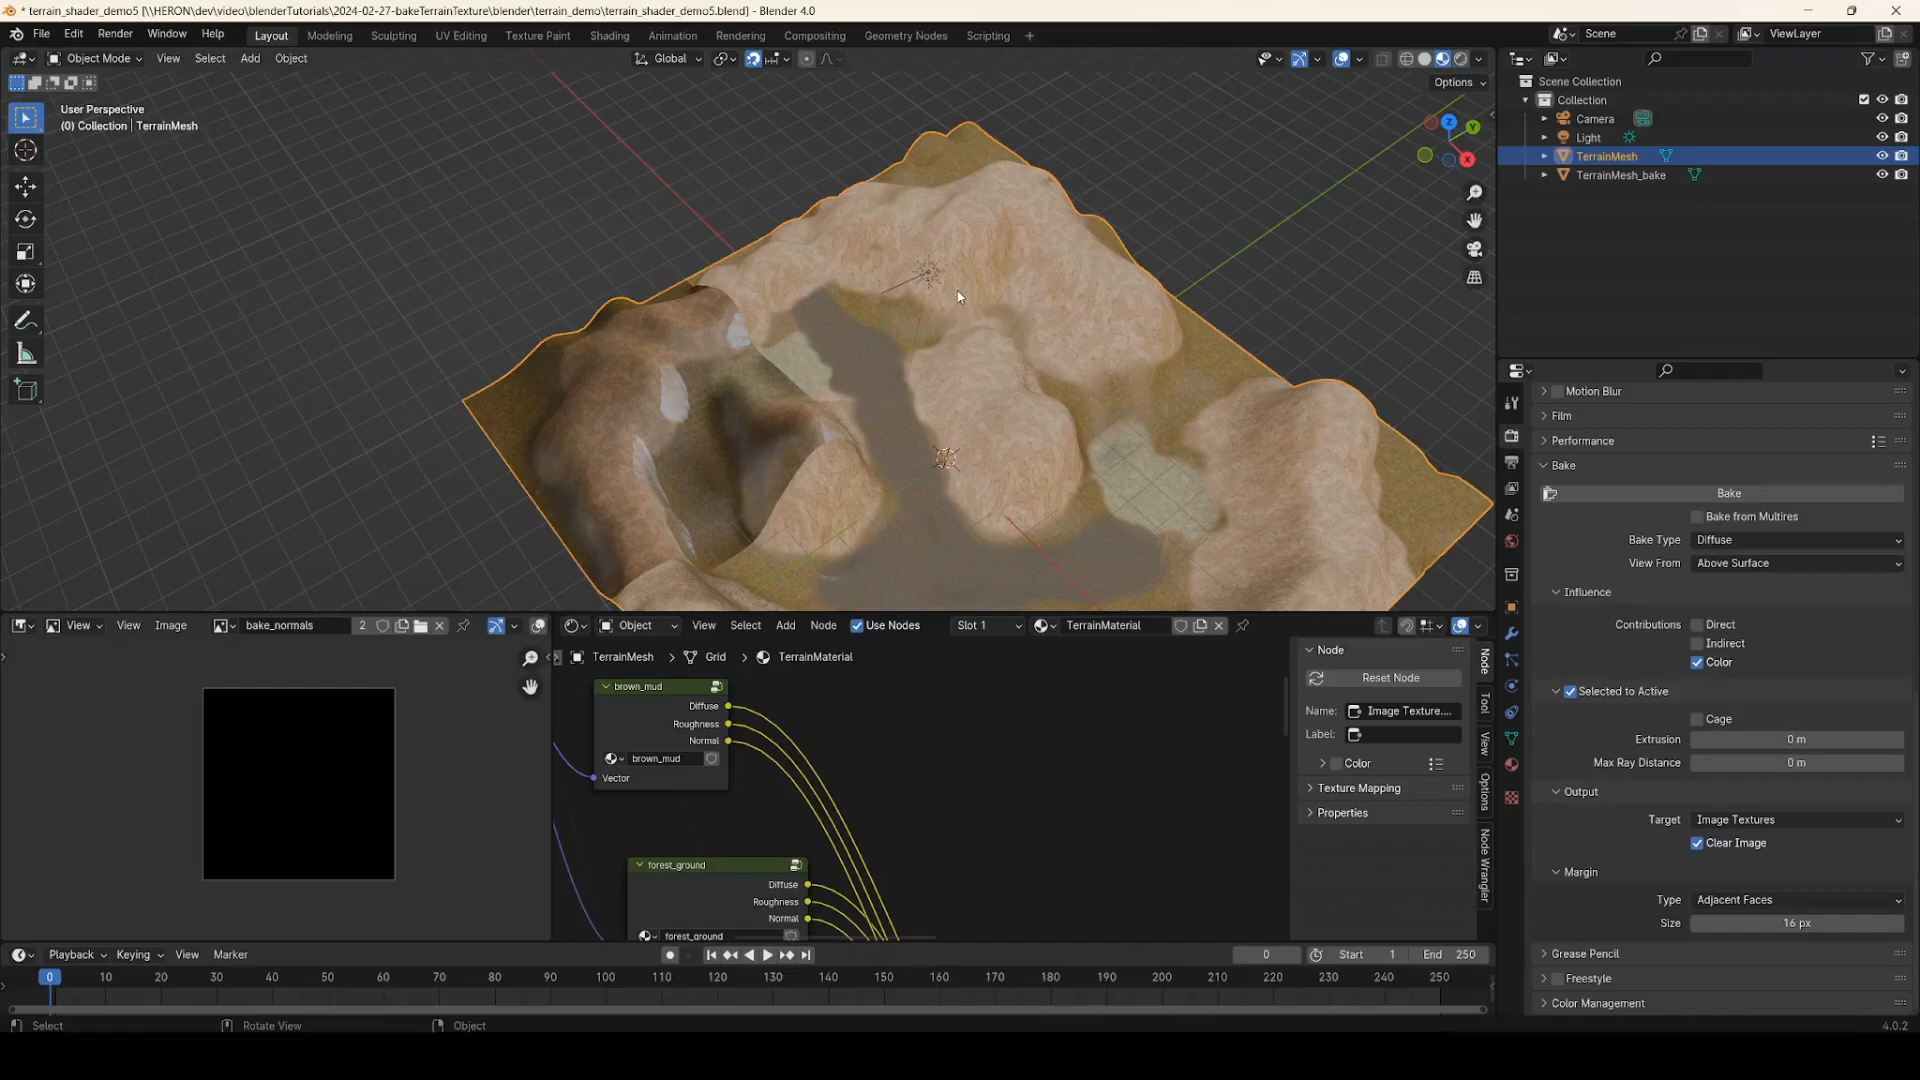 * terrain_shader_demo5 [\\HERON\dev\video\blenderTutorials\2024-02-27-bakeTerrainTexture\blender\terrain_demo\terrain_shader_demo5.blend] - Blender 4.0
File Edit Render Window Help Layout Modeling Sculpting UV Editing Texture Paint Shading Animation Rendering Compositing Geometry Nodes Scripting + Scene ViewLayer
Object Mode View Select Add Object Global
Options
User Perspective
(0) Collection | TerrainMesh
Z
Y
X
Scene Collection
Collection
Camera
Light
TerrainMesh
TerrainMesh_bake
Motion Blur
Film
Performance
Bake
Bake
Bake from Multires
Bake Type Diffuse
View From Above Surface
Influence
Contributions Direct
Indirect
Color
Selected to Active
Cage
Extrusion 0 m
Max Ray Distance 0 m
Output
Target Image Textures
Clear Image
Margin
Type Adjacent Faces
Size 16 px
Grease Pencil
Freestyle
Color Management
View View Image bake_normals 2
Object View Select Add Node Use Nodes Slot 1 TerrainMaterial
TerrainMesh > Grid > TerrainMaterial
brown_mud
Diffuse
Roughness
Normal
brown_mud
Vector
forest_ground
Diffuse
Roughness
Normal
forest_ground
Node
Reset Node
Name: Image Texture....
Label:
Color
Texture Mapping
Properties
Node
Tool
View
Options
Node Wrangler
Playback Keying View Marker 0 Start 1 End 250
0 10 20 30 40 50 60 70 80 90 100 110 120 130 140 150 160 170 180 190 200 210 220 230 240 250
Select Rotate View Object 4.0.2